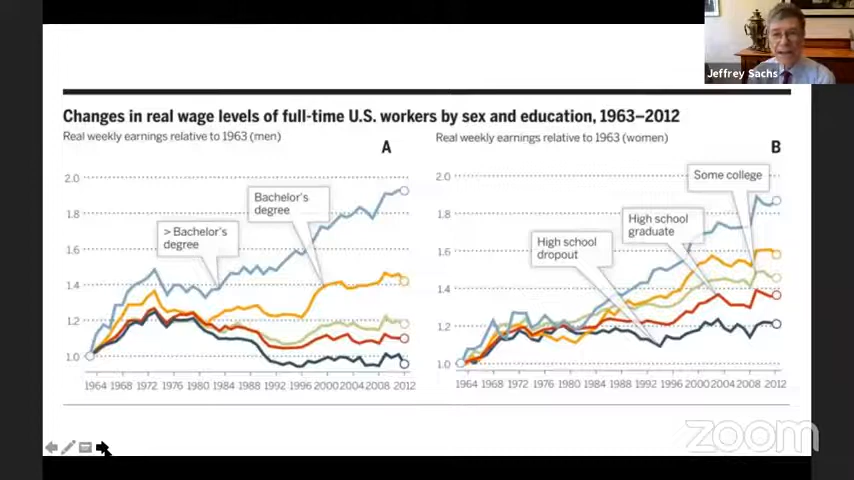 Jeffrey Sachs
Changes in real wage levels of full-time U.S. workers by sex and education, 1963–2012
Real weekly earnings relative to 1963 (men)
A
2.0
1.8
1.6
1.4
1.2
1.0
> Bachelor's
degree
Bachelor's
degree
1964 1968 1972 1976 1980 1984 1988 1992 1996 2000 2004 2008 2012
Real weekly earnings relative to 1963 (women)
B
2.0
1.8
1.6
1.4
1.2
1.0
High school
dropout
High school
graduate
Some college
1964 1968 1972 1976 1980 1984 1988 1992 1996 2000 2004 2008 2012
zoom